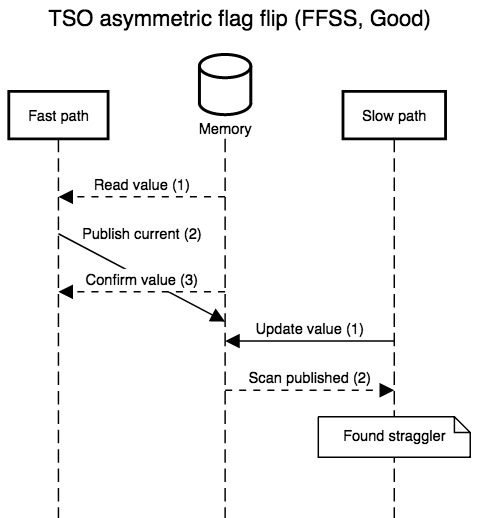 TSO asymmetric flag flip (FFSS, Good)
Fast path
Memory
Slow path
Read value (1)
Publish current (2)
Confirm value (3)
Update value (1)
Scan published (2)
Found straggler